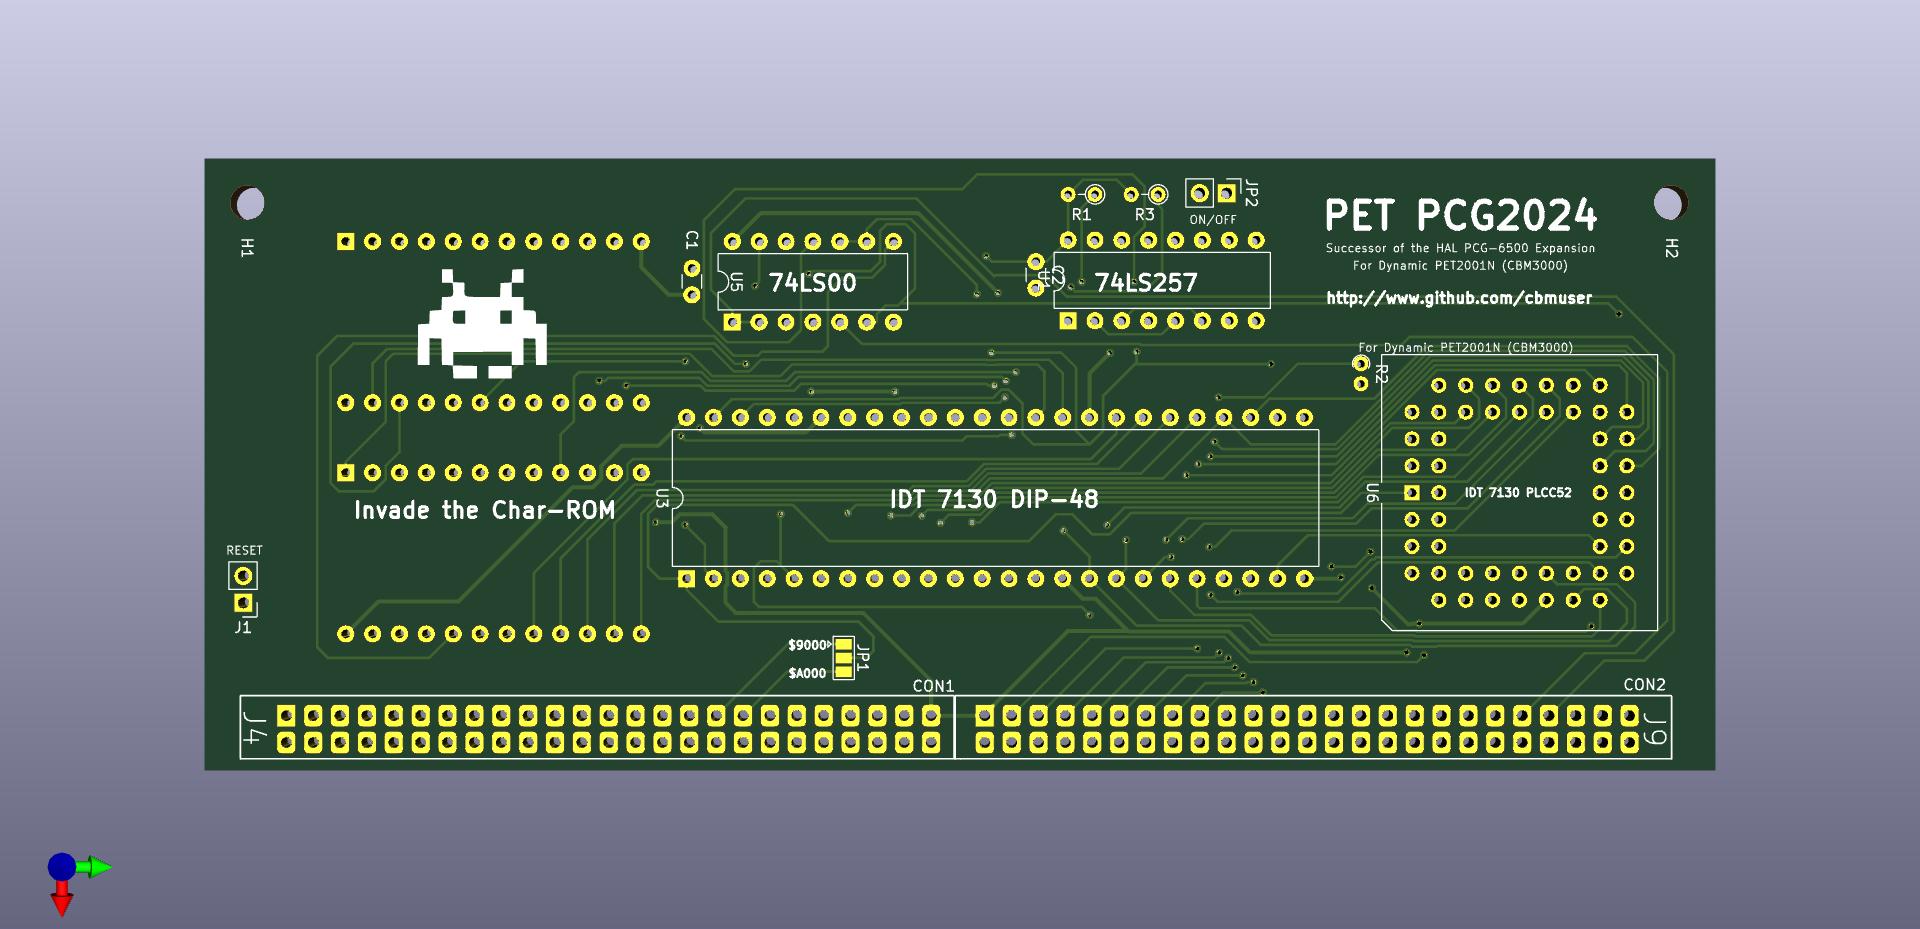 H1
C1
U5
74LS00
R1
R3
ON/OFF
JP2
C2
74LS257
PET PCG2024
Successor of the HAL PCG-6500 Expansion
For Dynamic PET2001N (CBM3000)
http://www.github.com/cbmuser
H2
For Dynamic PET2001N (CBM3000)
R2
U3
IDT 7130 DIP-48
U6
IDT 7130 PLCC52
Invade the Char-ROM
RESET
J1
$9000
$A000
JP1
CON1
CON2
J4
J9